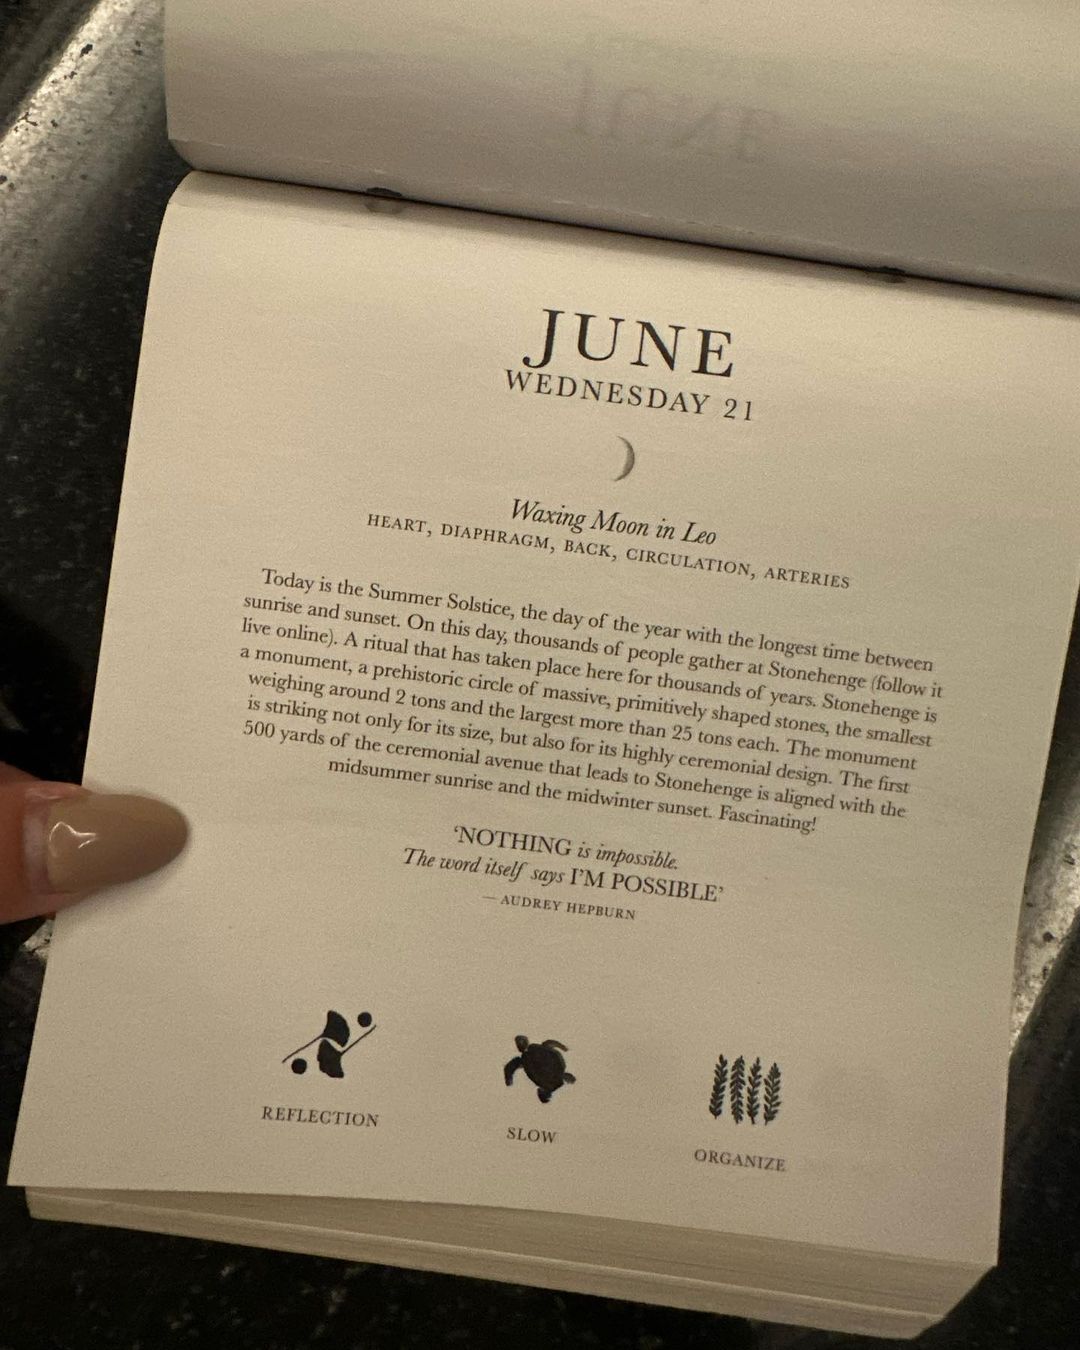 JUNE
WEDNESDAY 21
Waxing Moon in Leo
HEART, DIAPHRAGM, BACK, CIRCULATION, ARTERIES
Today is the Summer Solstice, the day of the year with the longest time between
sunrise and sunset. On this day, thousands of people gather at Stonehenge (follow it
live online). A ritual that has taken place here for thousands of years. Stonehenge is
a monument, a prehistoric circle of massive, primitively shaped stones, the smallest
weighing around 2 tons and the largest more than 25 tons each. The monument
is striking not only for its size, but also for its highly ceremonial design. The first
500 yards of the ceremonial avenue that leads to Stonehenge is aligned with the
midsummer sunrise and the midwinter sunset. Fascinating!
‘NOTHING is impossible.
The word itself says I’M POSSIBLE’
— AUDREY HEPBURN
REFLECTION
SLOW
ORGANIZE